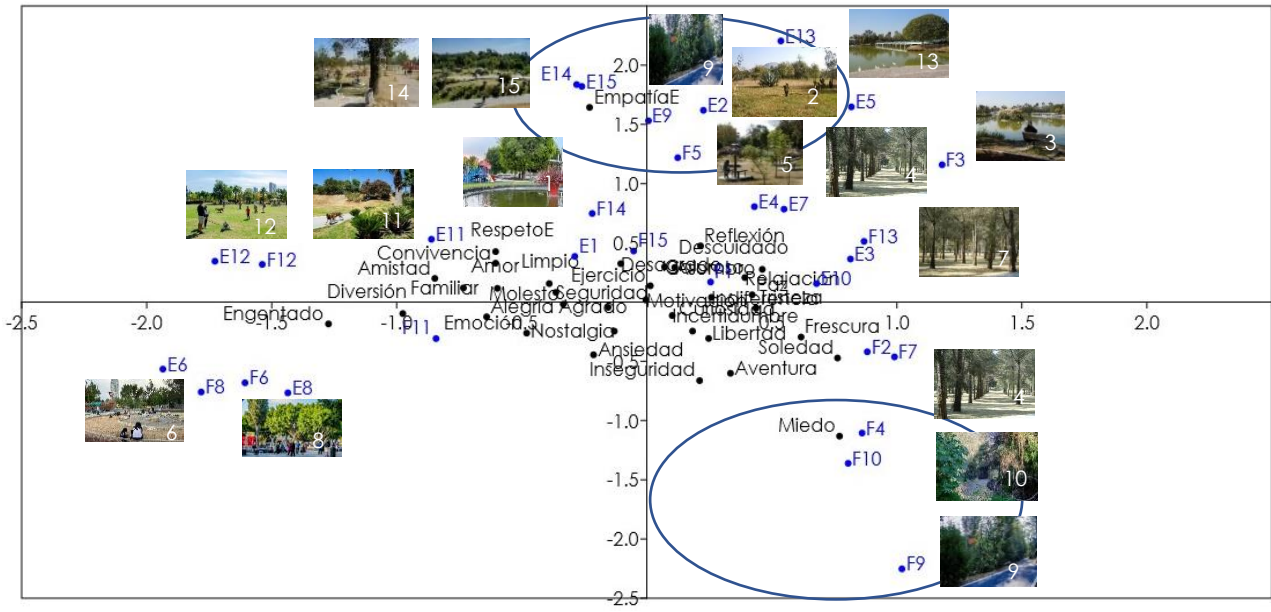 E13
13
9
2.0
14
15
E14
E15
EmpatíaE
2
E2
E5
1.5
E9
3
F5
5
4
F3
1
1.0
12
11
F14
E4
E7
7
RespetoE
E11
Convivencia
E1
0.5
F15
Reflexión
Descuidado
F13
E12
F12
Amistad
Amor
Limpio
E3
Diversión
Familiar
Ejercicio
Relajación
E10
Molesto
Seguridad
Motivación
-2.5
-2.0
-1.5
-1.0
-0.5
0.5
1.0
1.5
2.0
Engentado
F11
Emoción
Alegría
Agrado
Incertidumbre
Nostalgia
Libertad
Frescura
Ansiedad
-0.5
Soledad
F2
F7
E6
F8
F6
E8
Inseguridad
Aventura
4
6
8
-1.0
Miedo
F4
F10
-1.5
10
-2.0
F9
9
-2.5